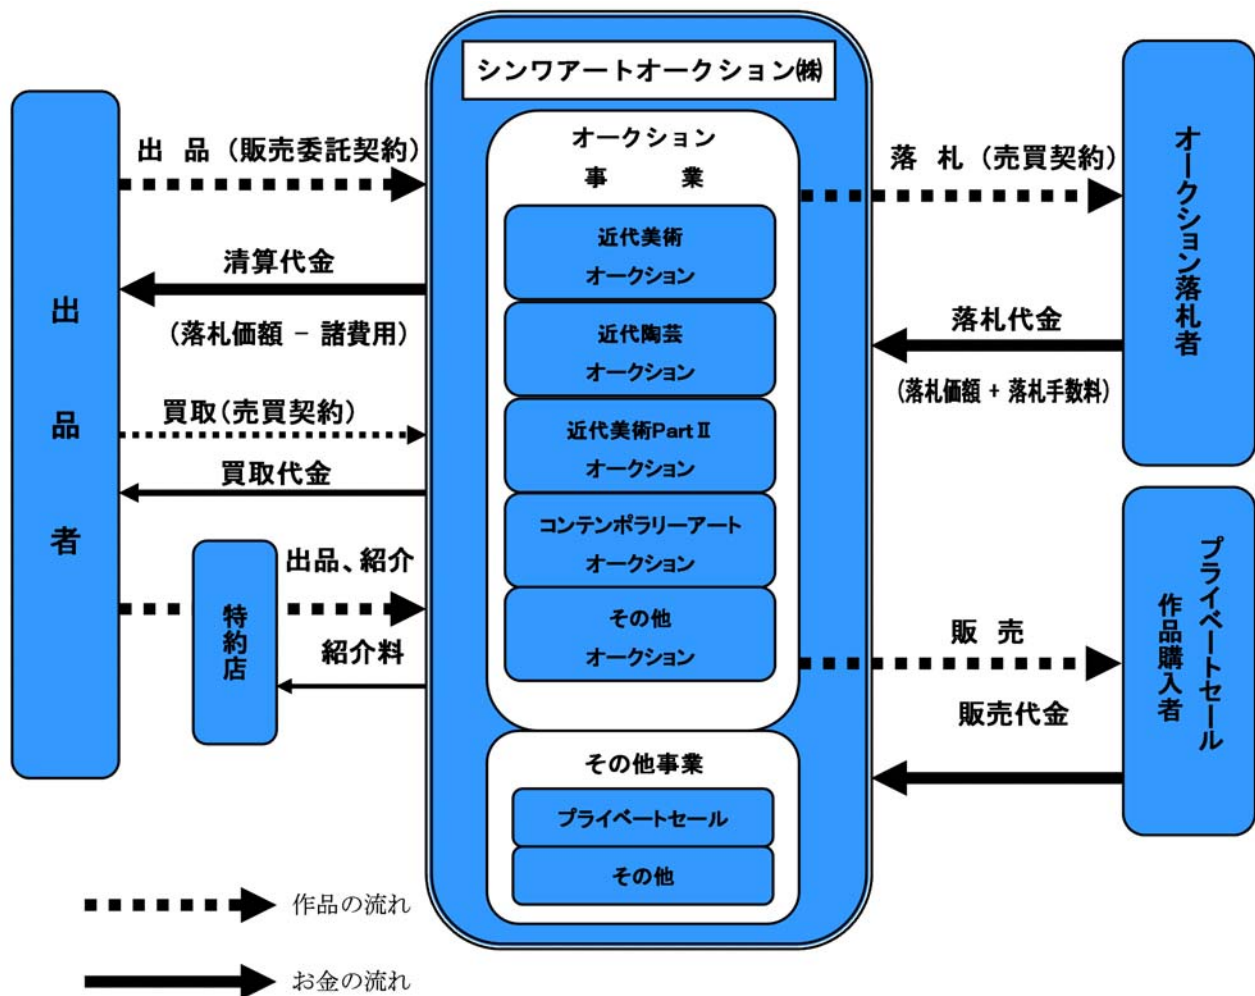 シンワアートオークション㈱
出品者
出 品(販売委託契約)
清算代金
(落札価額 － 諸費用)
買取(売買契約)
買取代金
特約店
出品、紹介
紹介料
オークション
事 業
近代美術
オークション
近代陶芸
オークション
近代美術PartⅡ
オークション
コンテンポラリーアート
オークション
その他
オークション
その他事業
プライベートセール
その他
落 札(売買契約)
落札代金
(落札価額 + 落札手数料)
オークション落札者
販 売
販売代金
プライベートセール
作品購入者
作品の流れ
お金の流れ